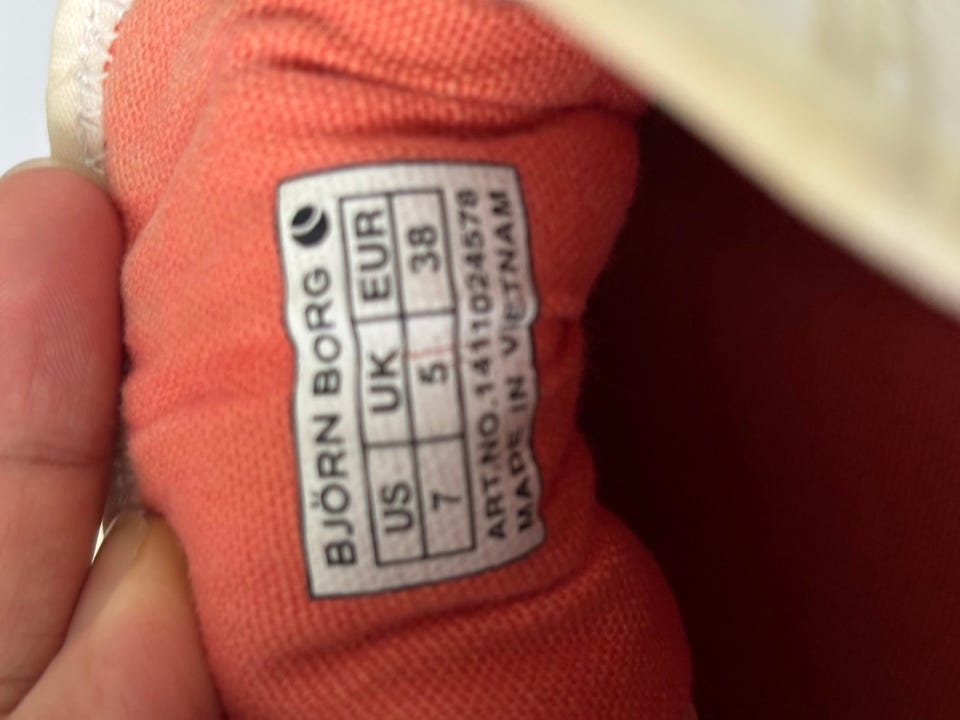 BJÖRN BORG
US UK EUR
7 5 38
ART.NO.1411024578
MADE IN VIETNAM